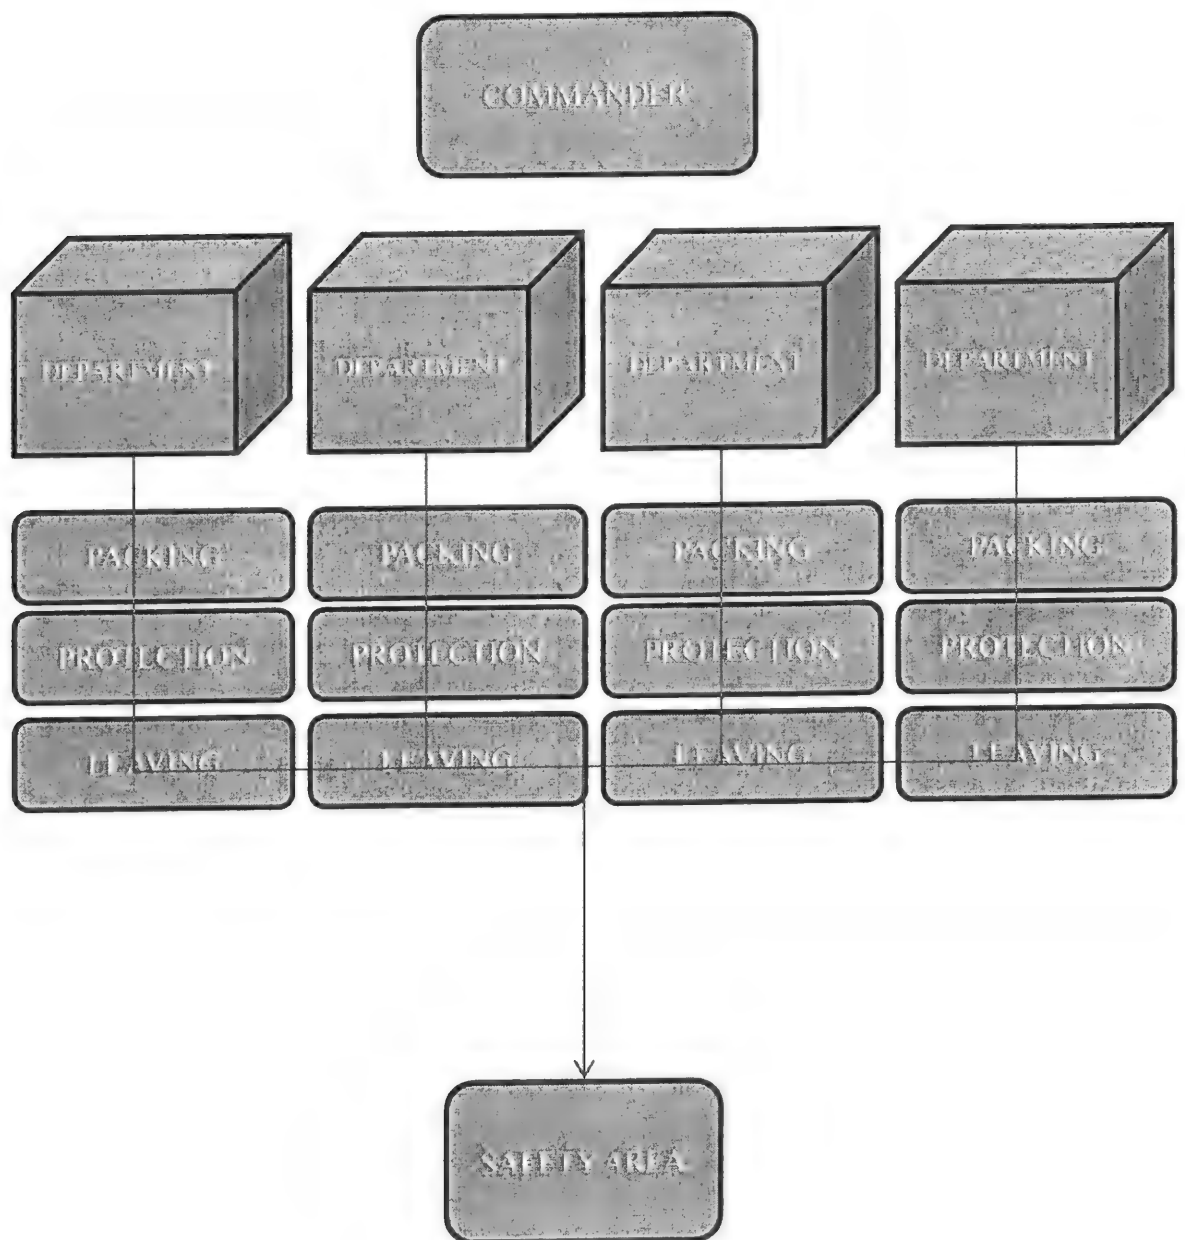 COMMANDER
DEPARTMENT DEPARTMENT DEPARTMENT DEPARTMENT
PACKING PACKING PACKING PACKING
PROTECTION PROTECTION PROTECTION PROTECTION
LEAVING LEAVING LEAVING LEAVING
SAFETY AREA